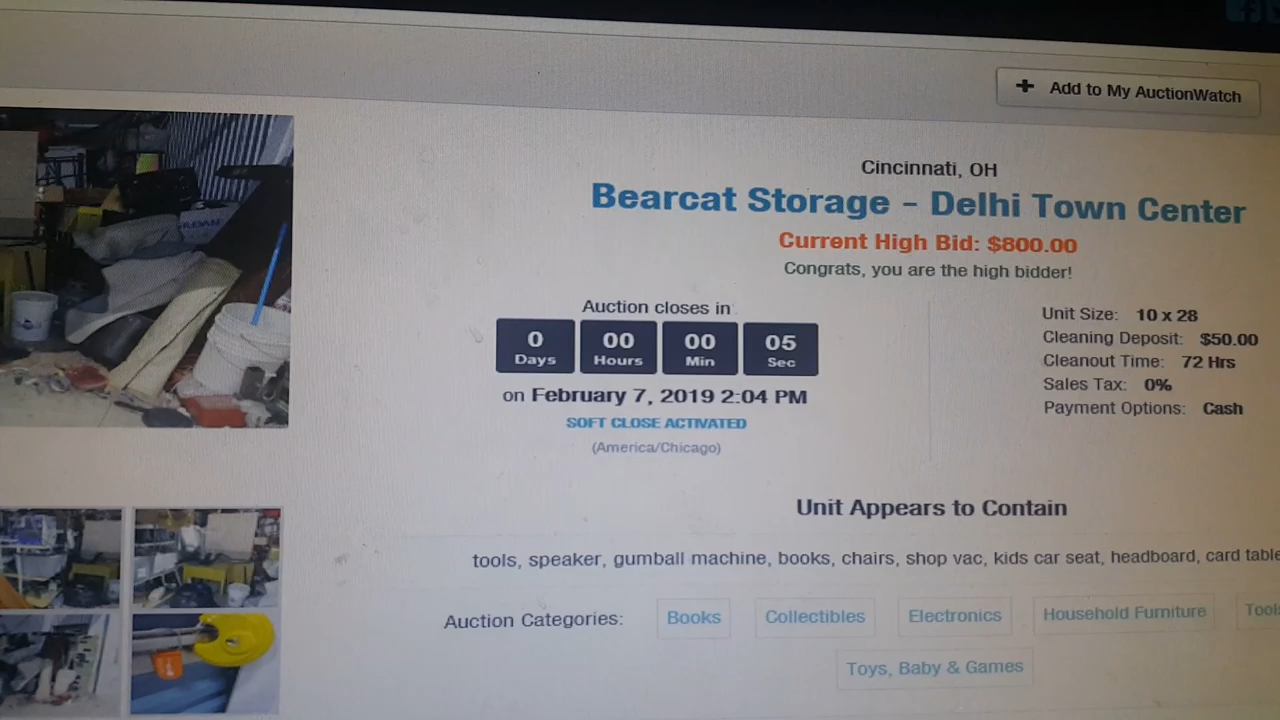 + Add to My AuctionWatch
Cincinnati, OH
Bearcat Storage - Delhi Town Center
Current High Bid: $800.00
Congrats, you are the high bidder!
Auction closes in
0 Days
00 Hours
00 Min
05 Sec
on February 7, 2019 2:04 PM
SOFT CLOSE ACTIVATED
(America/Chicago)
Unit Size: 10 x 28
Cleaning Deposit: $50.00
Cleanout Time: 72 Hrs
Sales Tax: 0%
Payment Options: Cash
Unit Appears to Contain
tools, speaker, gumball machine, books, chairs, shop vac, kids car seat, headboard, card table
Auction Categories: Books Collectibles Electronics Household Furniture Tools
Toys, Baby & Games